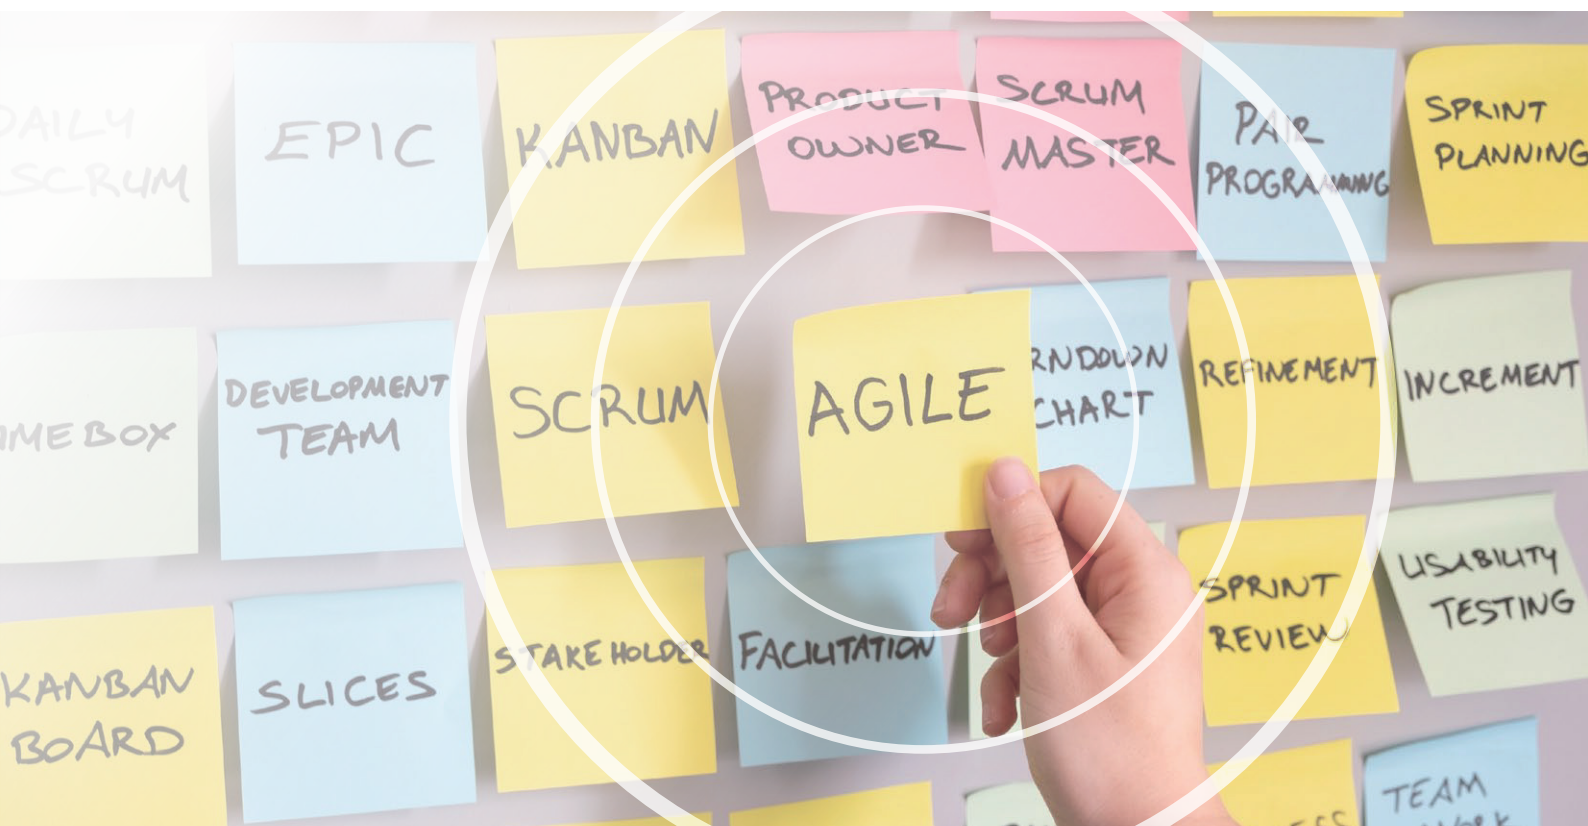 DAILY
SCRUM
EPIC
KANBAN
PRODUCT
OWNER
SCRUM
MASTER
PAIR
PROGRAMMING
SPRINT
PLANNING
IMEBOX
DEVELOPMENT
TEAM
SCRUM
AGILE
RNDOWN
CHART
REFINEMENT
INCREMENT
KANBAN
BOARD
SLICES
STAKEHOLDER
FACILITATION
SPRINT
REVIEW
USABILITY
TESTING
TEAM